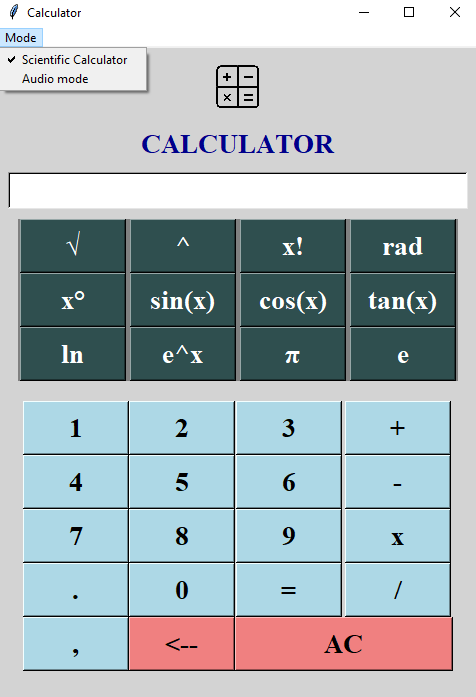 Calculator
Mode
✓ Scientific Calculator
Audio mode
CALCULATOR
√ ^ x! rad
x° sin(x) cos(x) tan(x)
ln e^x π e
1 2 3 +
4 5 6 -
7 8 9 x
. 0 = /
, <-- AC